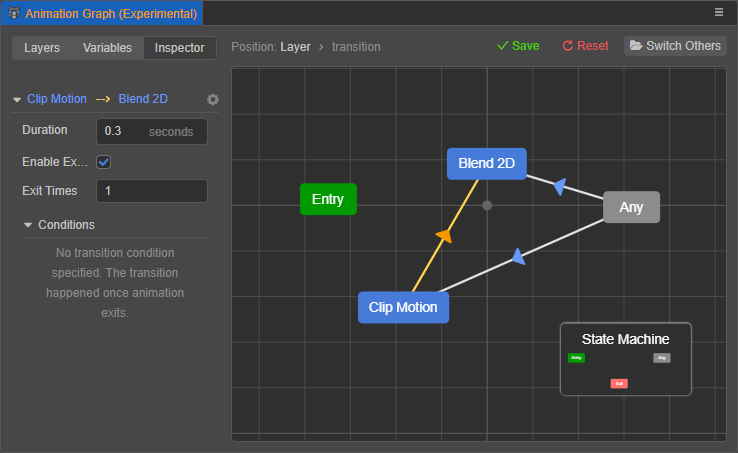 Animation Graph (Experimental)
Layers Variables Inspector
Position: Layer > transition
Save Reset Switch Others
Clip Motion --> Blend 2D
Duration 0.3 seconds
Enable Ex...
Exit Times 1
Conditions
No transition condition
specified. The transition
happened once animation
exits.
Blend 2D
Entry
Any
Clip Motion
State Machine
Entry Any
Exit